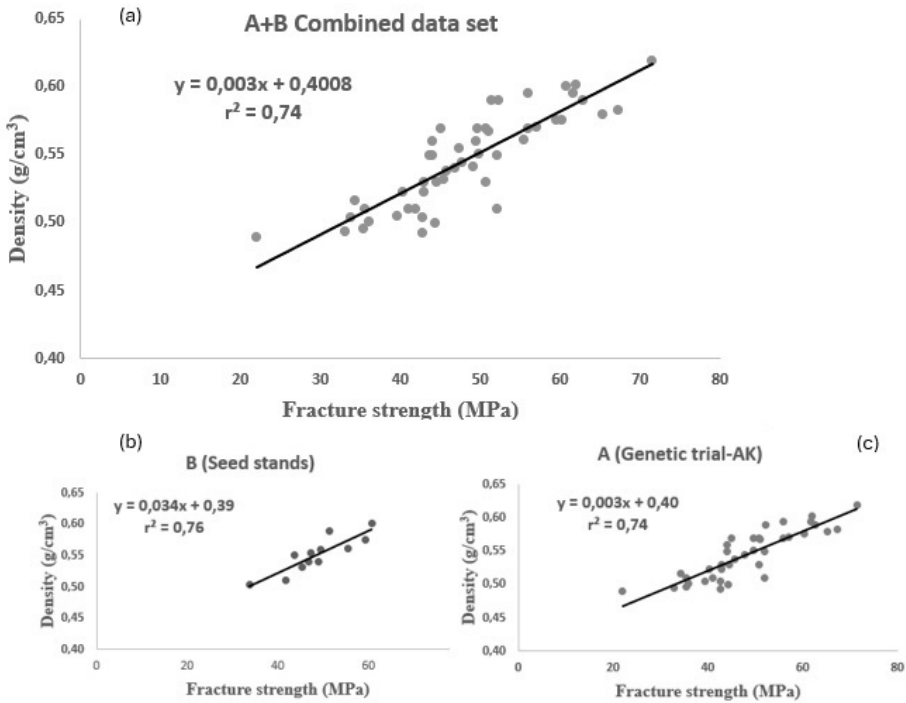 (a)
A+B Combined data set
y = 0,003x + 0,4008
r² = 0,74
Density (g/cm³)
0,65
0,60
0,55
0,50
0,45
0,40
0 10 20 30 40 50 60 70 80
Fracture strength (MPa)
(b)
B (Seed stands)
y = 0,034x + 0,39
r² = 0,76
Density (g/cm³)
0,65
0,60
0,55
0,50
0,45
0,40
0 20 40 60
Fracture strength (MPa)
(c)
A (Genetic trial-AK)
y = 0,003x + 0,40
r² = 0,74
Density (g/cm³)
0,65
0,60
0,55
0,50
0,45
0,40
0 20 40 60 80
Fracture strength (MPa)